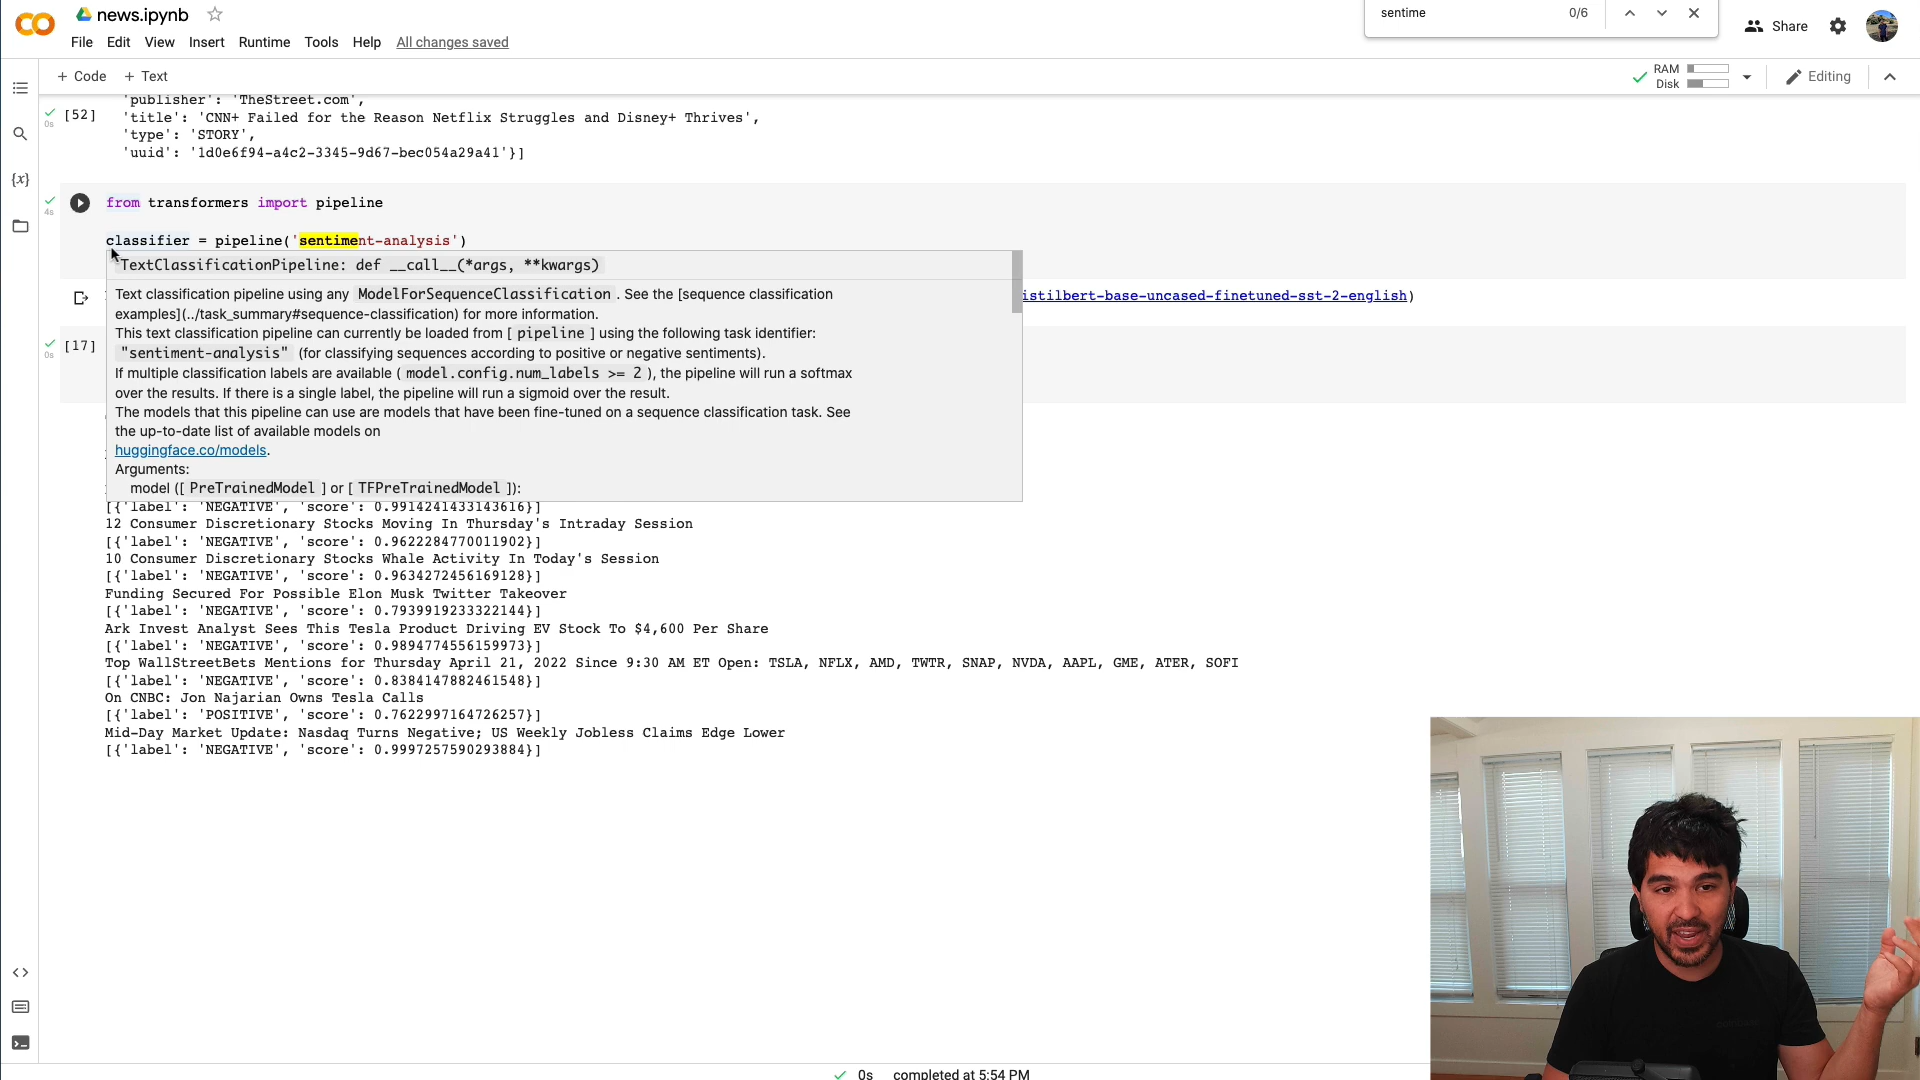 news.ipynb
sentime 0/6
Share
File Edit View Insert Runtime Tools Help All changes saved
+ Code + Text
RAM
Disk
Editing
'publisher': 'TheStreet.com',
[52] 'title': 'CNN+ Failed for the Reason Netflix Struggles and Disney+ Thrives',
0s
'type': 'STORY',
'uuid': '1d0e6f94-a4c2-3345-9d67-bec054a29a41'}]
{x}
from transformers import pipeline
4s
classifier = pipeline('sentiment-analysis')
TextClassificationPipeline: def __call__(*args, **kwargs)
Text classification pipeline using any ModelForSequenceClassification . See the [sequence classification
istilbert-base-uncased-finetuned-sst-2-english)
examples](../task_summary#sequence-classification) for more information.
This text classification pipeline can currently be loaded from [ pipeline ] using the following task identifier:
[17]
0s
"sentiment-analysis" (for classifying sequences according to positive or negative sentiments).
If multiple classification labels are available ( model.config.num_labels >= 2 ), the pipeline will run a softmax
over the results. If there is a single label, the pipeline will run a sigmoid over the result.
The models that this pipeline can use are models that have been fine-tuned on a sequence classification task. See
the up-to-date list of available models on
huggingface.co/models.
Arguments:
model ([ PreTrainedModel ] or [ TFPreTrainedModel ]):
[{'label': 'NEGATIVE', 'score': 0.9914241433143616}]
12 Consumer Discretionary Stocks Moving In Thursday's Intraday Session
[{'label': 'NEGATIVE', 'score': 0.9622284770011902}]
10 Consumer Discretionary Stocks Whale Activity In Today's Session
[{'label': 'NEGATIVE', 'score': 0.9634272456169128}]
Funding Secured For Possible Elon Musk Twitter Takeover
[{'label': 'NEGATIVE', 'score': 0.7939919233322144}]
Ark Invest Analyst Sees This Tesla Product Driving EV Stock To $4,600 Per Share
[{'label': 'NEGATIVE', 'score': 0.9894774556159973}]
Top WallStreetBets Mentions for Thursday April 21, 2022 Since 9:30 AM ET Open: TSLA, NFLX, AMD, TWTR, SNAP, NVDA, AAPL, GME, ATER, SOFI
[{'label': 'NEGATIVE', 'score': 0.8384147882461548}]
On CNBC: Jon Najarian Owns Tesla Calls
[{'label': 'POSITIVE', 'score': 0.7622997164726257}]
Mid-Day Market Update: Nasdaq Turns Negative; US Weekly Jobless Claims Edge Lower
[{'label': 'NEGATIVE', 'score': 0.9997257590293884}]
0s completed at 5:54 PM